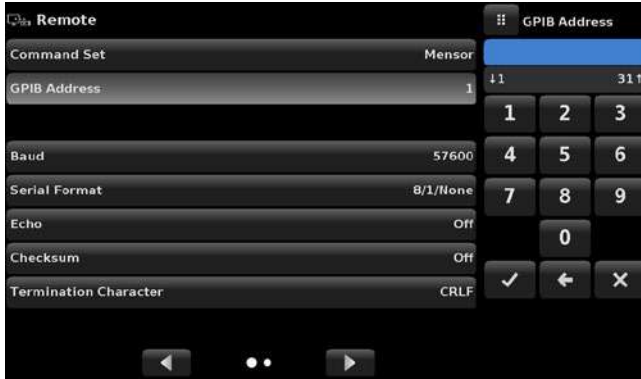 Remote
Command Set Mensor
GPIB Address 1
Baud 57600
Serial Format 8/1/None
Echo Off
Checksum Off
Termination Character CRLF
GPIB Address
↓1 31↑
1 2 3
4 5 6
7 8 9
0